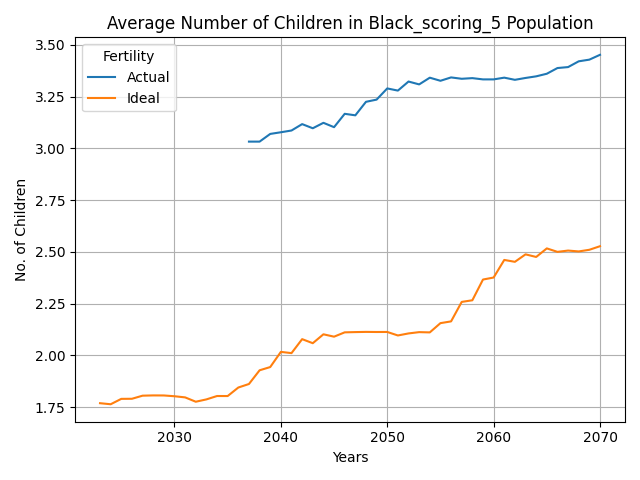 Average Number of Children in Black_scoring_5 Population
Fertility
Actual
Ideal
3.50
3.25
3.00
2.75
2.50
2.25
2.00
1.75
No. of Children
2030 2040 2050 2060 2070
Years